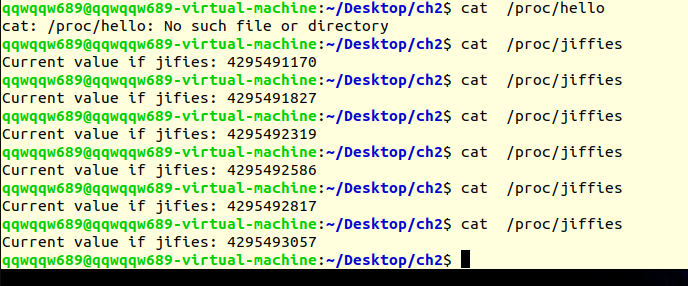 qqwqqw689@qqwqqw689-virtual-machine:~/Desktop/ch2$ cat  /proc/hello
cat: /proc/hello: No such file or directory
qqwqqw689@qqwqqw689-virtual-machine:~/Desktop/ch2$ cat  /proc/jiffies
Current value if jifies: 4295491170
qqwqqw689@qqwqqw689-virtual-machine:~/Desktop/ch2$ cat  /proc/jiffies
Current value if jifies: 4295491827
qqwqqw689@qqwqqw689-virtual-machine:~/Desktop/ch2$ cat  /proc/jiffies
Current value if jifies: 4295492319
qqwqqw689@qqwqqw689-virtual-machine:~/Desktop/ch2$ cat  /proc/jiffies
Current value if jifies: 4295492586
qqwqqw689@qqwqqw689-virtual-machine:~/Desktop/ch2$ cat  /proc/jiffies
Current value if jifies: 4295492817
qqwqqw689@qqwqqw689-virtual-machine:~/Desktop/ch2$ cat  /proc/jiffies
Current value if jifies: 4295493057
qqwqqw689@qqwqqw689-virtual-machine:~/Desktop/ch2$